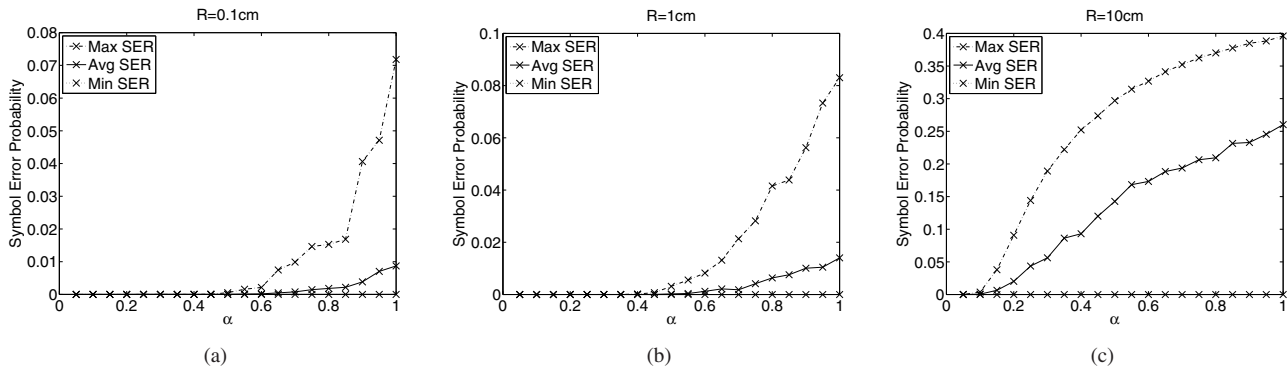 R=0.1cm
0.08
0.07
0.06
0.05
0.04
0.03
0.02
0.01
0
Symbol Error Probability
Max SER
Avg SER
Min SER
0 0.2 0.4 0.6 0.8 1
α
(a)
R=1cm
0.1
0.08
0.06
0.04
0.02
0
Symbol Error Probability
Max SER
Avg SER
Min SER
0 0.2 0.4 0.6 0.8 1
α
(b)
R=10cm
0.4
0.35
0.3
0.25
0.2
0.15
0.1
0.05
0
Symbol Error Probability
Max SER
Avg SER
Min SER
0 0.2 0.4 0.6 0.8 1
α
(c)